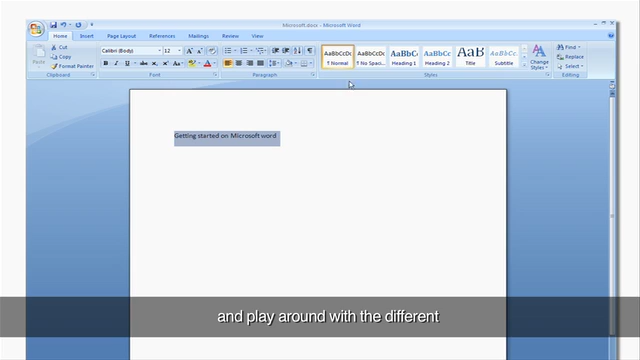 Microsoft.docx - Microsoft Word
Home Insert Page Layout References Mailings Review View
Paste
Cut
Copy
Format Painter
Clipboard
Calibri (Body) 12
Font
Paragraph
AaBbCcDc AaBbCcDc AaBbC AaBbCc AaB AaBbCc.
¶ Normal ¶ No Spaci... Heading 1 Heading 2 Title Subtitle
Change Styles
Styles
Find
Replace
Select
Editing
Getting started on Microsoft word
and play around with the different